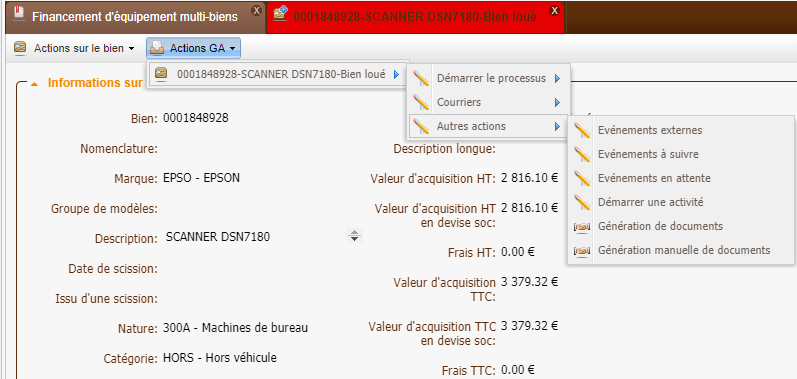 Financement d'équipement multi-biens
0001848928-SCANNER DSN7180-Bien loué
Actions sur le bien
Actions GA
0001848928-SCANNER DSN7180-Bien loué
Démarrer le processus
Courriers
Autres actions
Evénements externes
Evénements à suivre
Evénements en attente
Démarrer une activité
Génération de documents
Génération manuelle de documents
Informations sur
Bien: 0001848928
Nomenclature:
Marque: EPSO - EPSON
Groupe de modèles:
Description: SCANNER DSN7180
Date de scission:
Issu d'une scission:
Nature: 300A - Machines de bureau
Catégorie: HORS - Hors véhicule
Description longue:
Valeur d'acquisition HT: 2 816.10 €
Valeur d'acquisition HT 2 816.10 €
en devise soc:
Frais HT: 0.00 €
Valeur d'acquisition 3 379.32 €
TTC:
Valeur d'acquisition TTC 3 379.32 €
en devise soc:
Frais TTC: 0.00 €